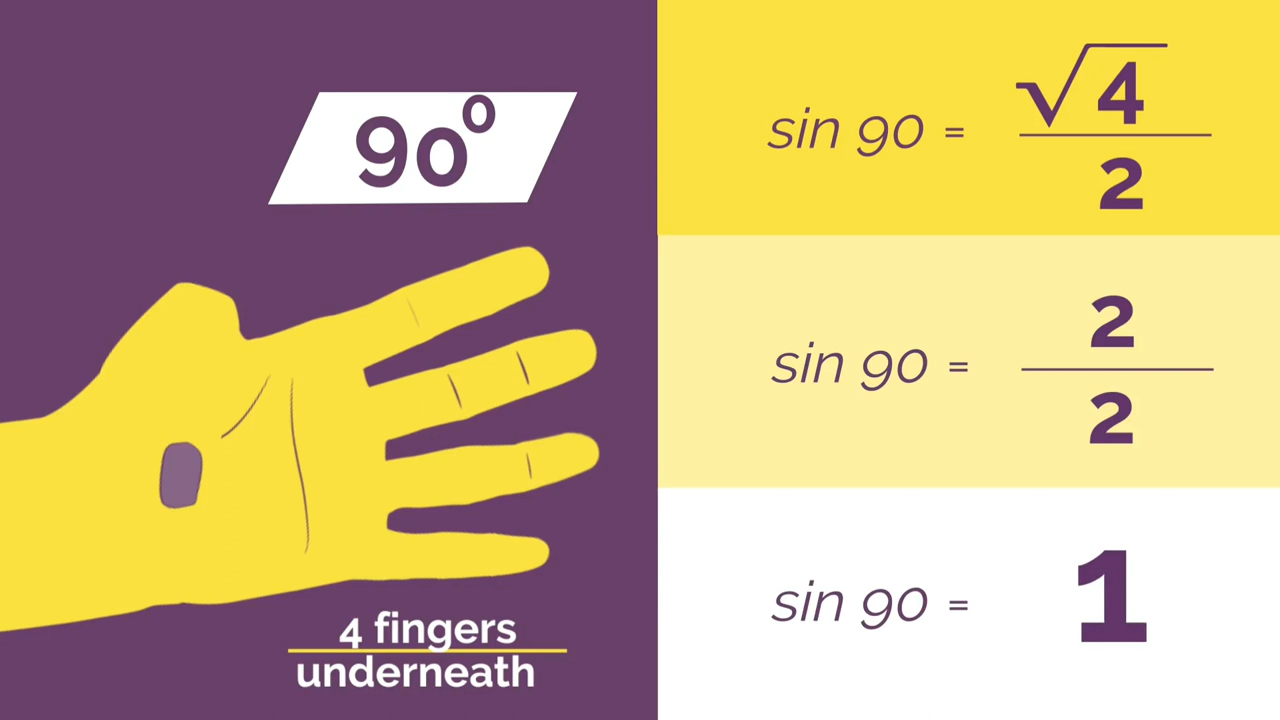 90°
4 fingers
underneath
sin 90 = √4
2
sin 90 = 2
2
sin 90 = 1